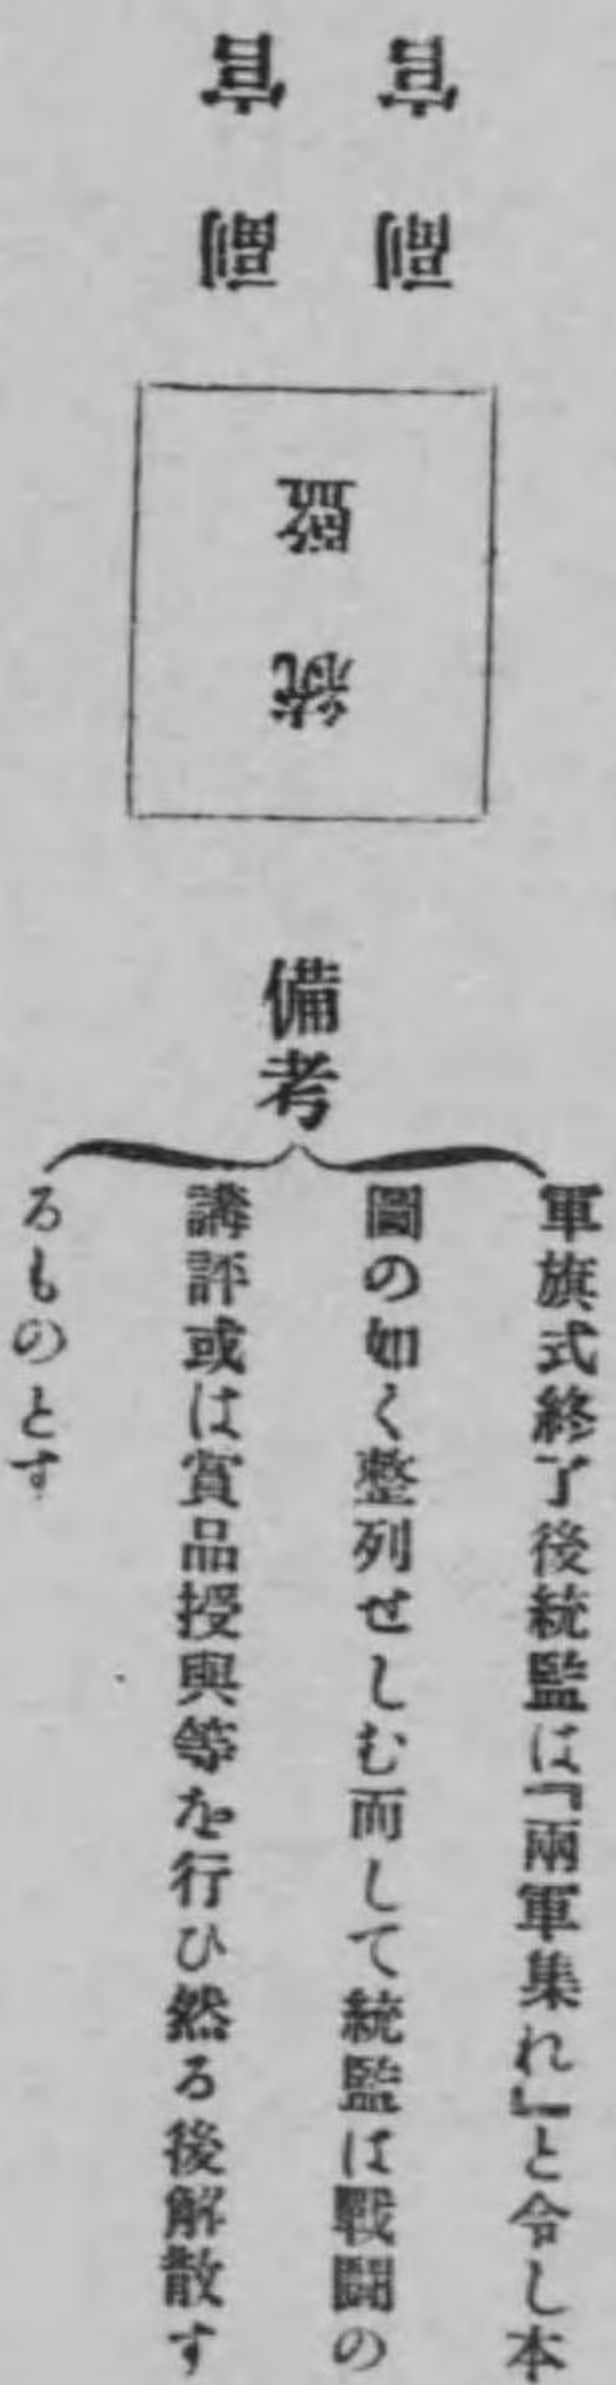 副官
副官
統監
備考
軍旗式終了後統監は『兩軍集れ』と令し本
圖の如く整列せしむ而して統監は戰鬪の
講評或は賞品授與等を行ひ然る後解散す
るものとす